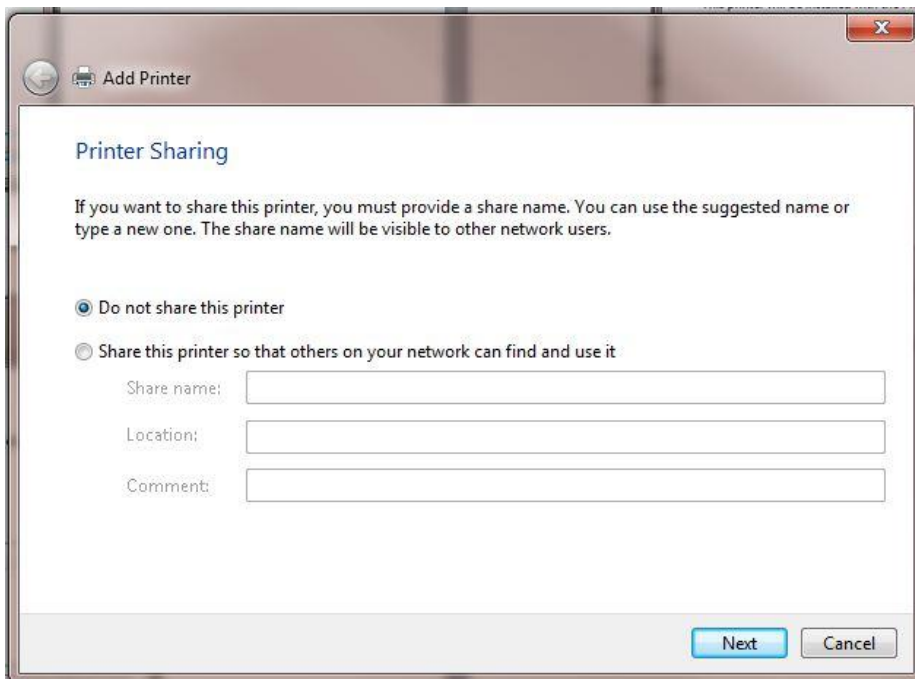 Add Printer
Printer Sharing
If you want to share this printer, you must provide a share name. You can use the suggested name or
type a new one. The share name will be visible to other network users.
Do not share this printer
Share this printer so that others on your network can find and use it
Share name:
Location:
Comment:
Next
Cancel